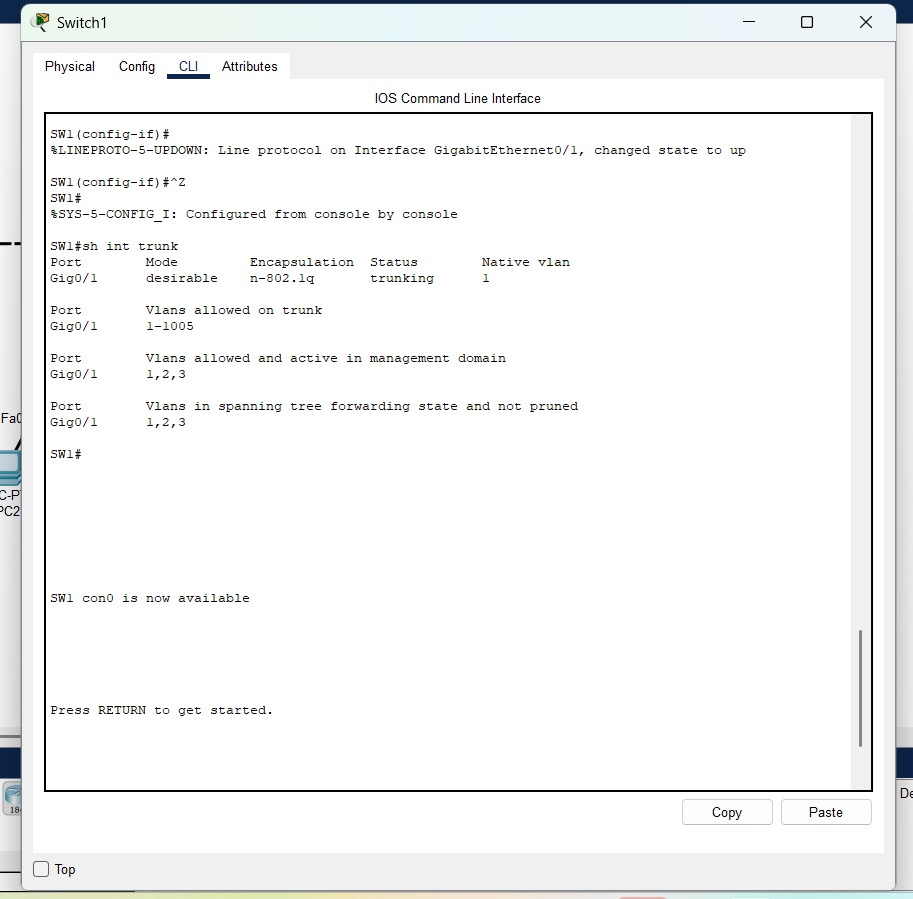 Switch1
Physical Config CLI Attributes
IOS Command Line Interface
SW1(config-if)#
%LINEPROTO-5-UPDOWN: Line protocol on Interface GigabitEthernet0/1, changed state to up
SW1(config-if)#^Z
SW1#
%SYS-5-CONFIG_I: Configured from console by console
SW1#sh int trunk
Port Mode Encapsulation Status Native vlan
Gig0/1 desirable n-802.1q trunking 1
Port Vlans allowed on trunk
Gig0/1 1-1005
Port Vlans allowed and active in management domain
Gig0/1 1,2,3
Port Vlans in spanning tree forwarding state and not pruned
Gig0/1 1,2,3
SW1#
SW1 con0 is now available
Press RETURN to get started.
Copy Paste
Top
Fa0
C-P
PC2
18
De